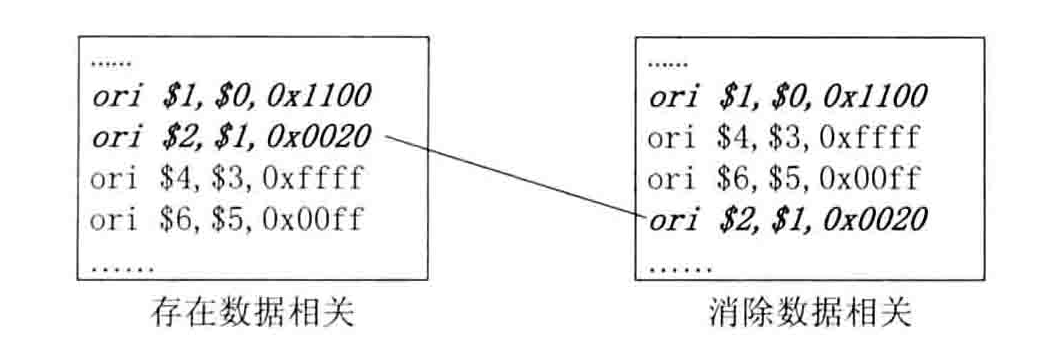 ……
ori $1, $0, 0x1100
ori $2, $1, 0x0020
ori $4, $3, 0xffff
ori $6, $5, 0x00ff
……
存在数据相关
……
ori $1, $0, 0x1100
ori $4, $3, 0xffff
ori $6, $5, 0x00ff
ori $2, $1, 0x0020
……
消除数据相关